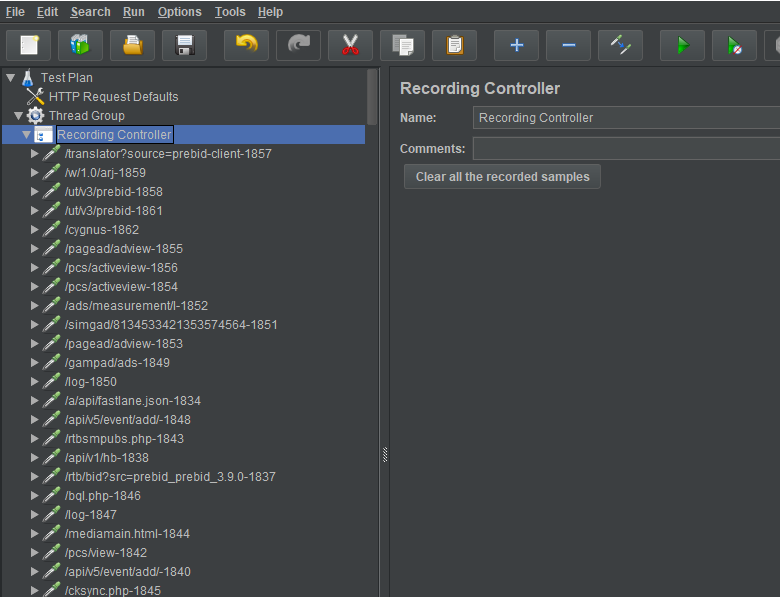 File Edit Search Run Options Tools Help
Test Plan
HTTP Request Defaults
Thread Group
Recording Controller
/translator?source=prebid-client-1857
/w/1.0/arj-1859
/ut/v3/prebid-1858
/ut/v3/prebid-1861
/cygnus-1862
/pagead/adview-1855
/pcs/activeview-1856
/pcs/activeview-1854
/ads/measurement/l-1852
/simgad/8134533421353574564-1851
/pagead/adview-1853
/gampad/ads-1849
/log-1850
/a/api/fastlane.json-1834
/api/v5/event/add/-1848
/rtbsmpubs.php-1843
/api/v1/hb-1838
/rtb/bid?src=prebid_prebid_3.9.0-1837
/bql.php-1846
/log-1847
/mediamain.html-1844
/pcs/view-1842
/api/v5/event/add/-1840
/cksync.php-1845
Recording Controller
Name: Recording Controller
Comments:
Clear all the recorded samples